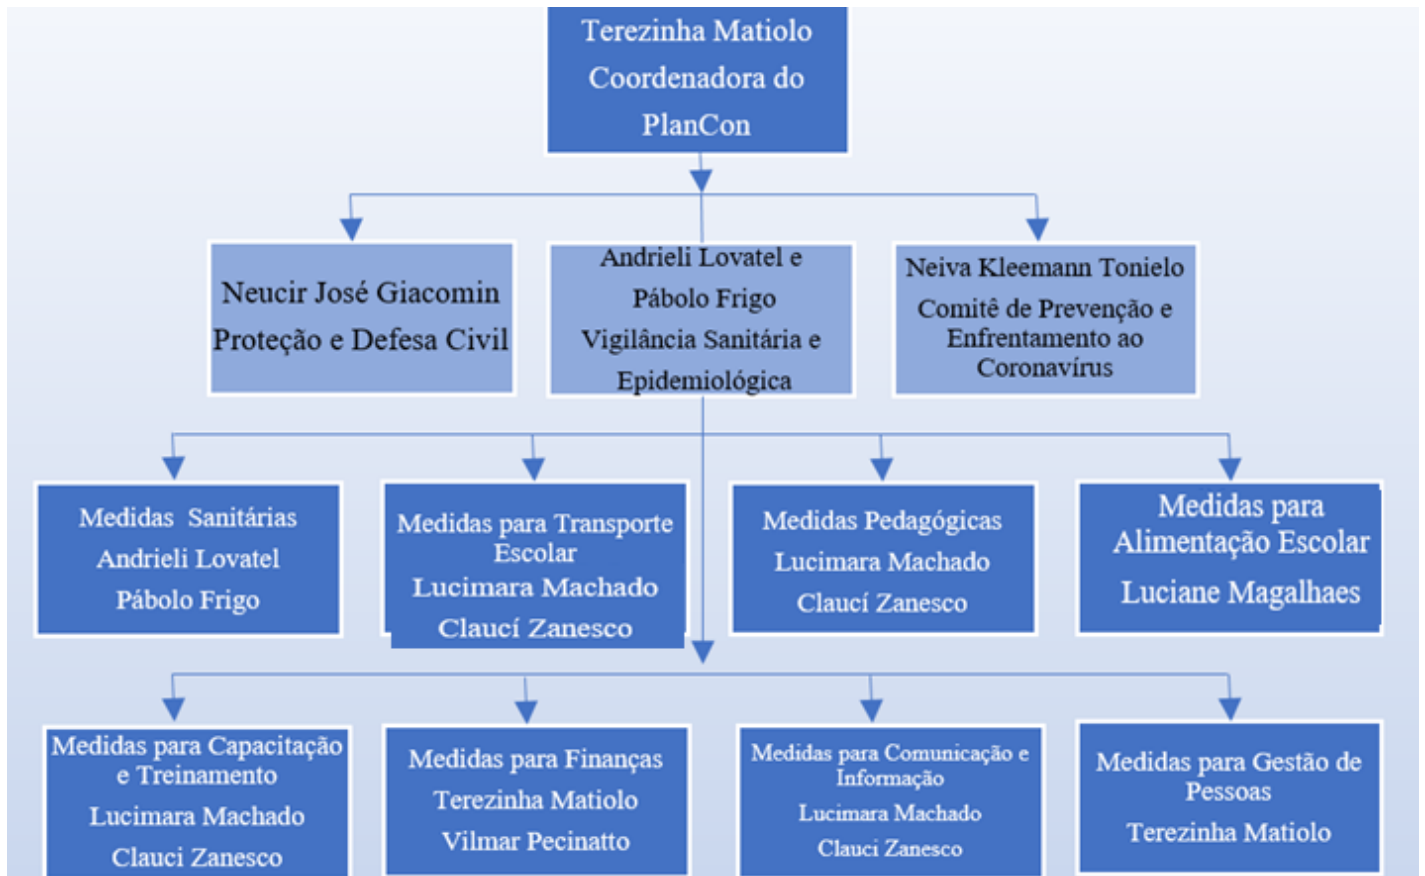 Terezinha Matiolo
Coordenadora do
PlanCon
Neucir José Giacomin
Proteção e Defesa Civil
Andrieli Lovatel e
Pábolo Frigo
Vigilância Sanitária e
Epidemiológica
Neiva Kleemann Tonielo
Comitê de Prevenção e
Enfrentamento ao
Coronavírus
Medidas Sanitárias
Andrieli Lovatel
Pábolo Frigo
Medidas para Transporte
Escolar
Lucimara Machado
Claucí Zanesco
Medidas Pedagógicas
Lucimara Machado
Claucí Zanesco
Medidas para
Alimentação Escolar
Luciane Magalhaes
Medidas para Capacitação
e Treinamento
Lucimara Machado
Clauci Zanesco
Medidas para Finanças
Terezinha Matiolo
Vilmar Pecinatto
Medidas para Comunicação e
Informação
Lucimara Machado
Clauci Zanesco
Medidas para Gestão de
Pessoas
Terezinha Matiolo